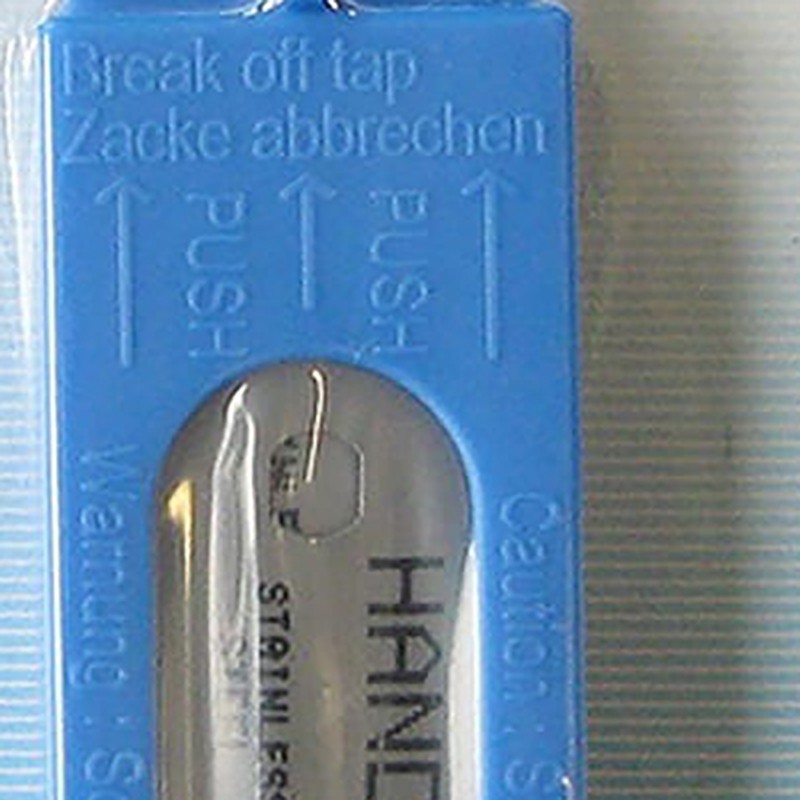 Break off tap
Zacke abbrechen
PUSH PUSH
Warnung :
Caution :
HAND
STAINLESS